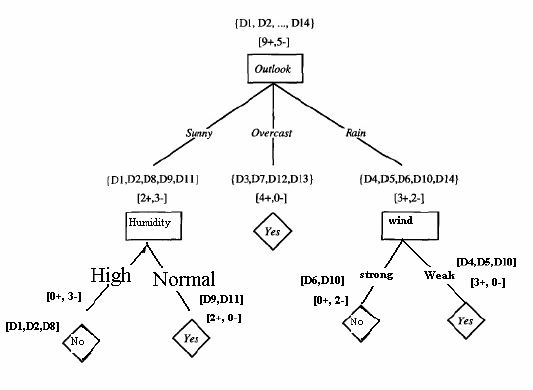 {D1, D2, ..., D14}
[9+,5-]
Outlook
Sunny
Overcast
Rain
{D1,D2,D8,D9,D11}
{D3,D7,D12,D13}
{D4,D5,D6,D10,D14}
[2+,3-]
[4+,0-]
[3+,2-]
Humidity
Yes
wind
High
Normal
strong
Weak
[D4,D5,D10]
[D6,D10]
[3+, 0-]
[0+, 3-]
[D9,D11]
[0+, 2-]
[D1,D2,D8]
[2+, 0-]
No
Yes
No
Yes